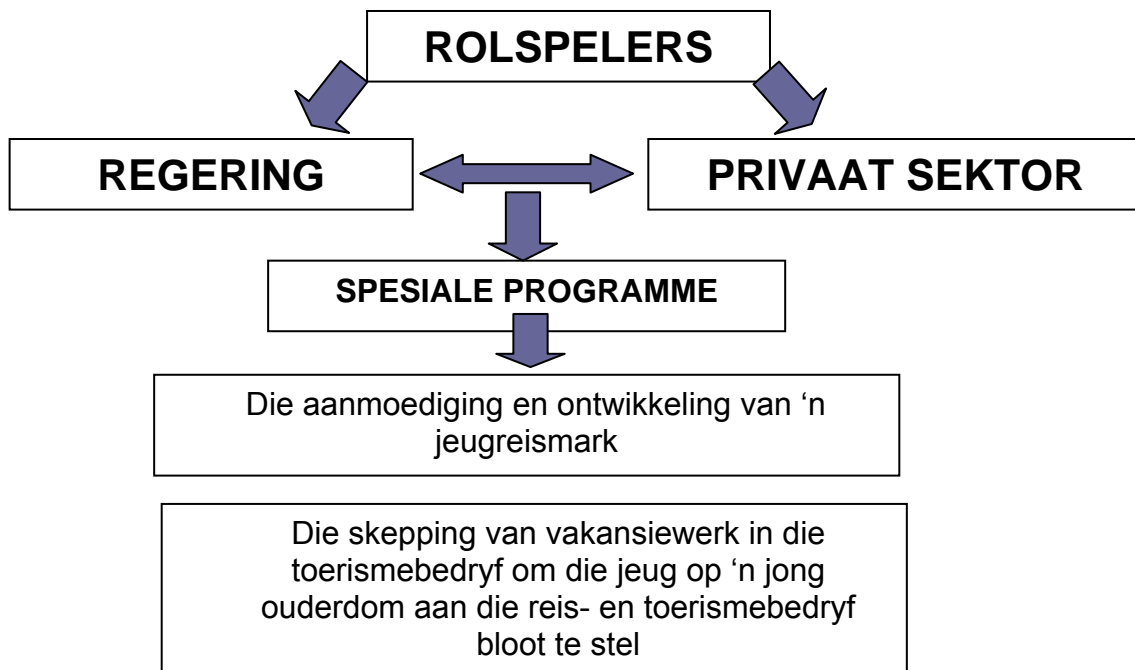 ROLSPELERS
REGERING
PRIVAAT SEKTOR
SPESIALE PROGRAMME
Die aanmoediging en ontwikkeling van ‘n
jeugreismark
Die skepping van vakansiewerk in die
toerismebedryf om die jeug op ‘n jong
ouderdom aan die reis- en toerismebedryf
bloot te stel